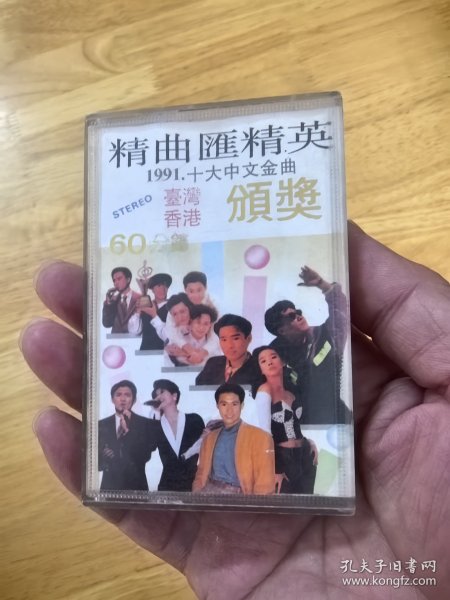 精曲匯精英
1991.十大中文金曲
STEREO
臺灣
香港
頒獎
60分鐘
孔夫子旧书网
www.kongfz.com